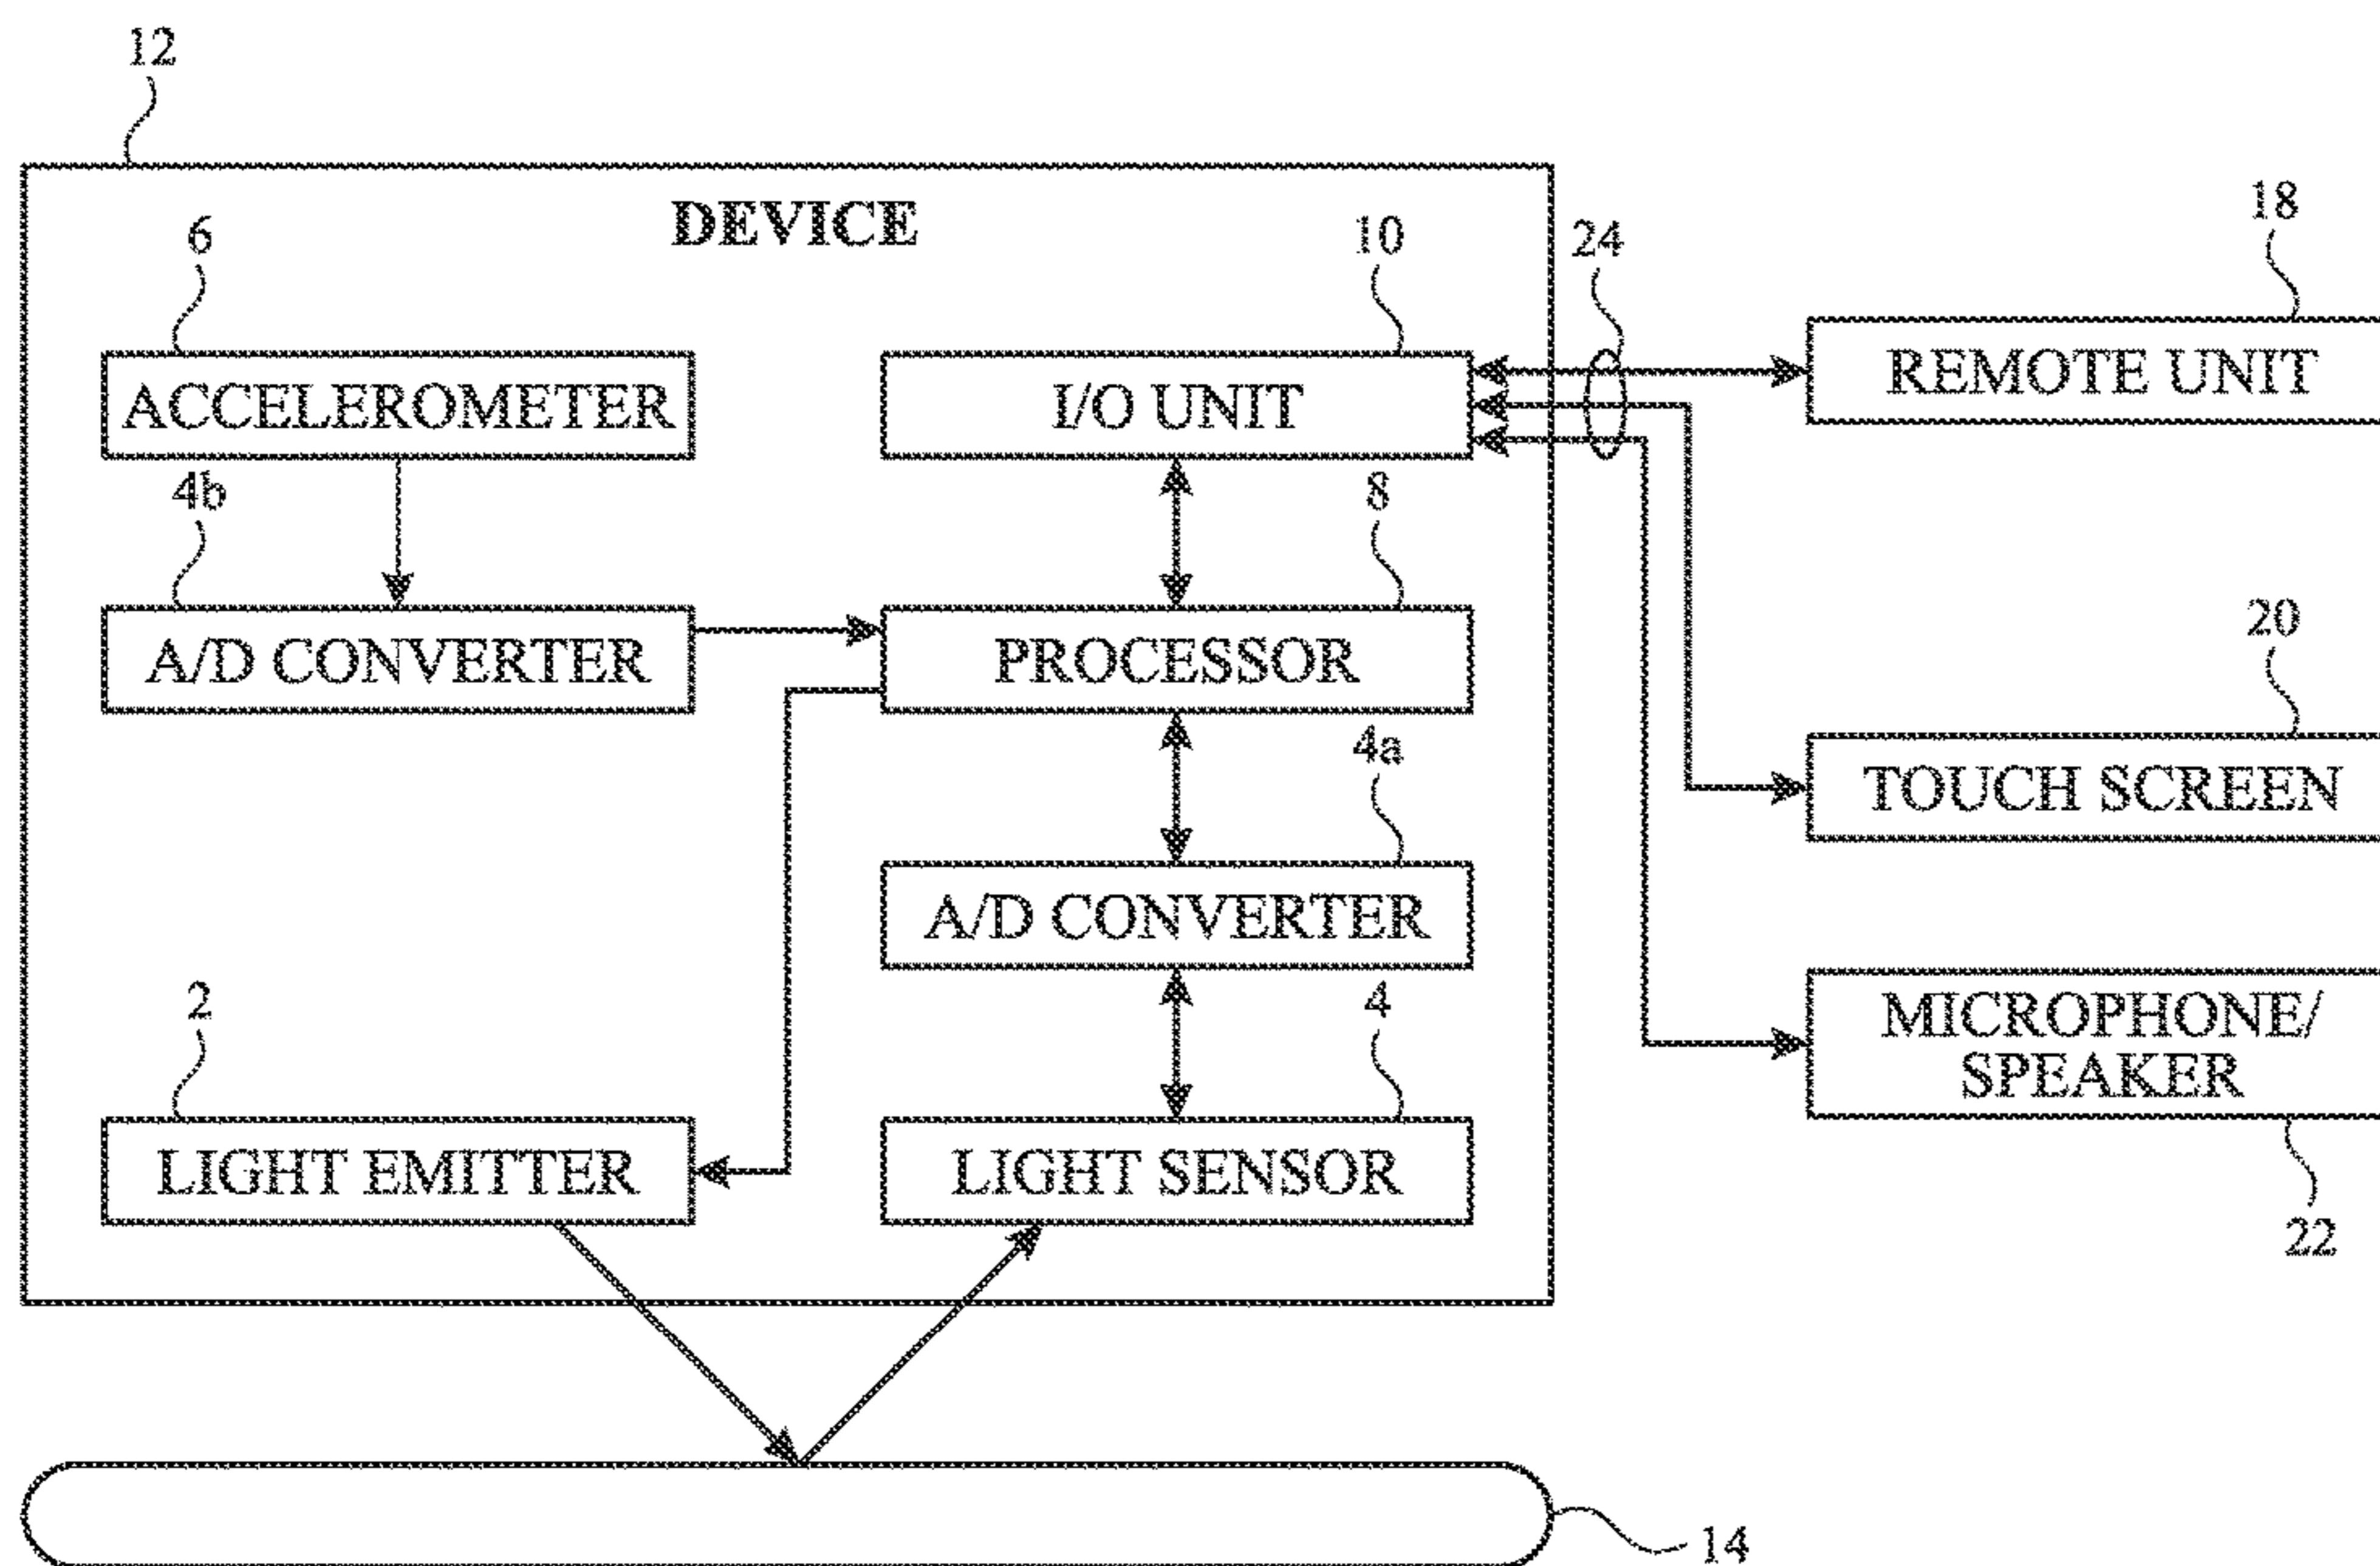 12
DEVICE
6
10
24
18
ACCELEROMETER
I/O UNIT
REMOTE UNIT
4b
8
A/D CONVERTER
PROCESSOR
20
4a
TOUCH SCREEN
A/D CONVERTER
2
4
MICROPHONE/
SPEAKER
LIGHT EMITTER
LIGHT SENSOR
22
14